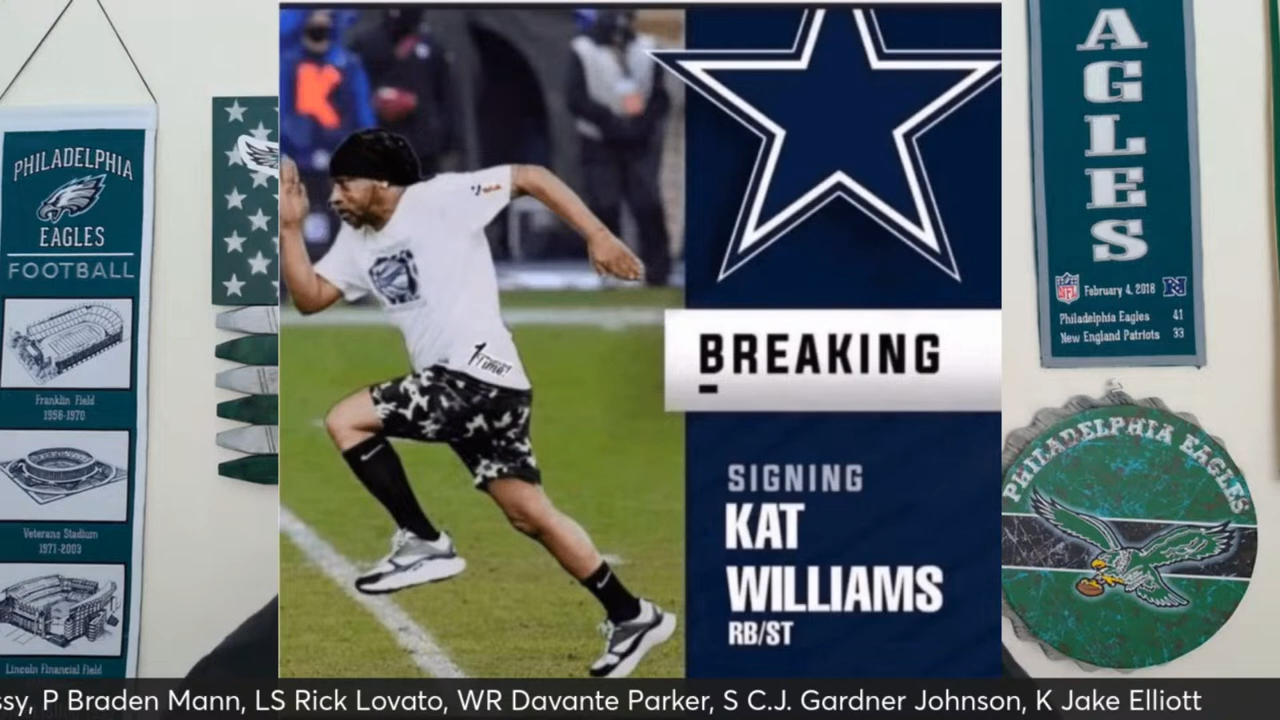 PHILADELPHIA
EAGLES
FOOTBALL
Franklin Field
1958-1970
Veterans Stadium
1971-2003
Lincoln Financial Field
BREAKING
SIGNING
KAT
WILLIAMS
RB/ST
AGLES
NFL
February 4, 2018
N
Philadelphia Eagles 41
New England Patriots 33
PHILADELPHIA EAGLES
ssy, P Braden Mann, LS Rick Lovato, WR Davante Parker, S C.J. Gardner Johnson, K Jake Elliott